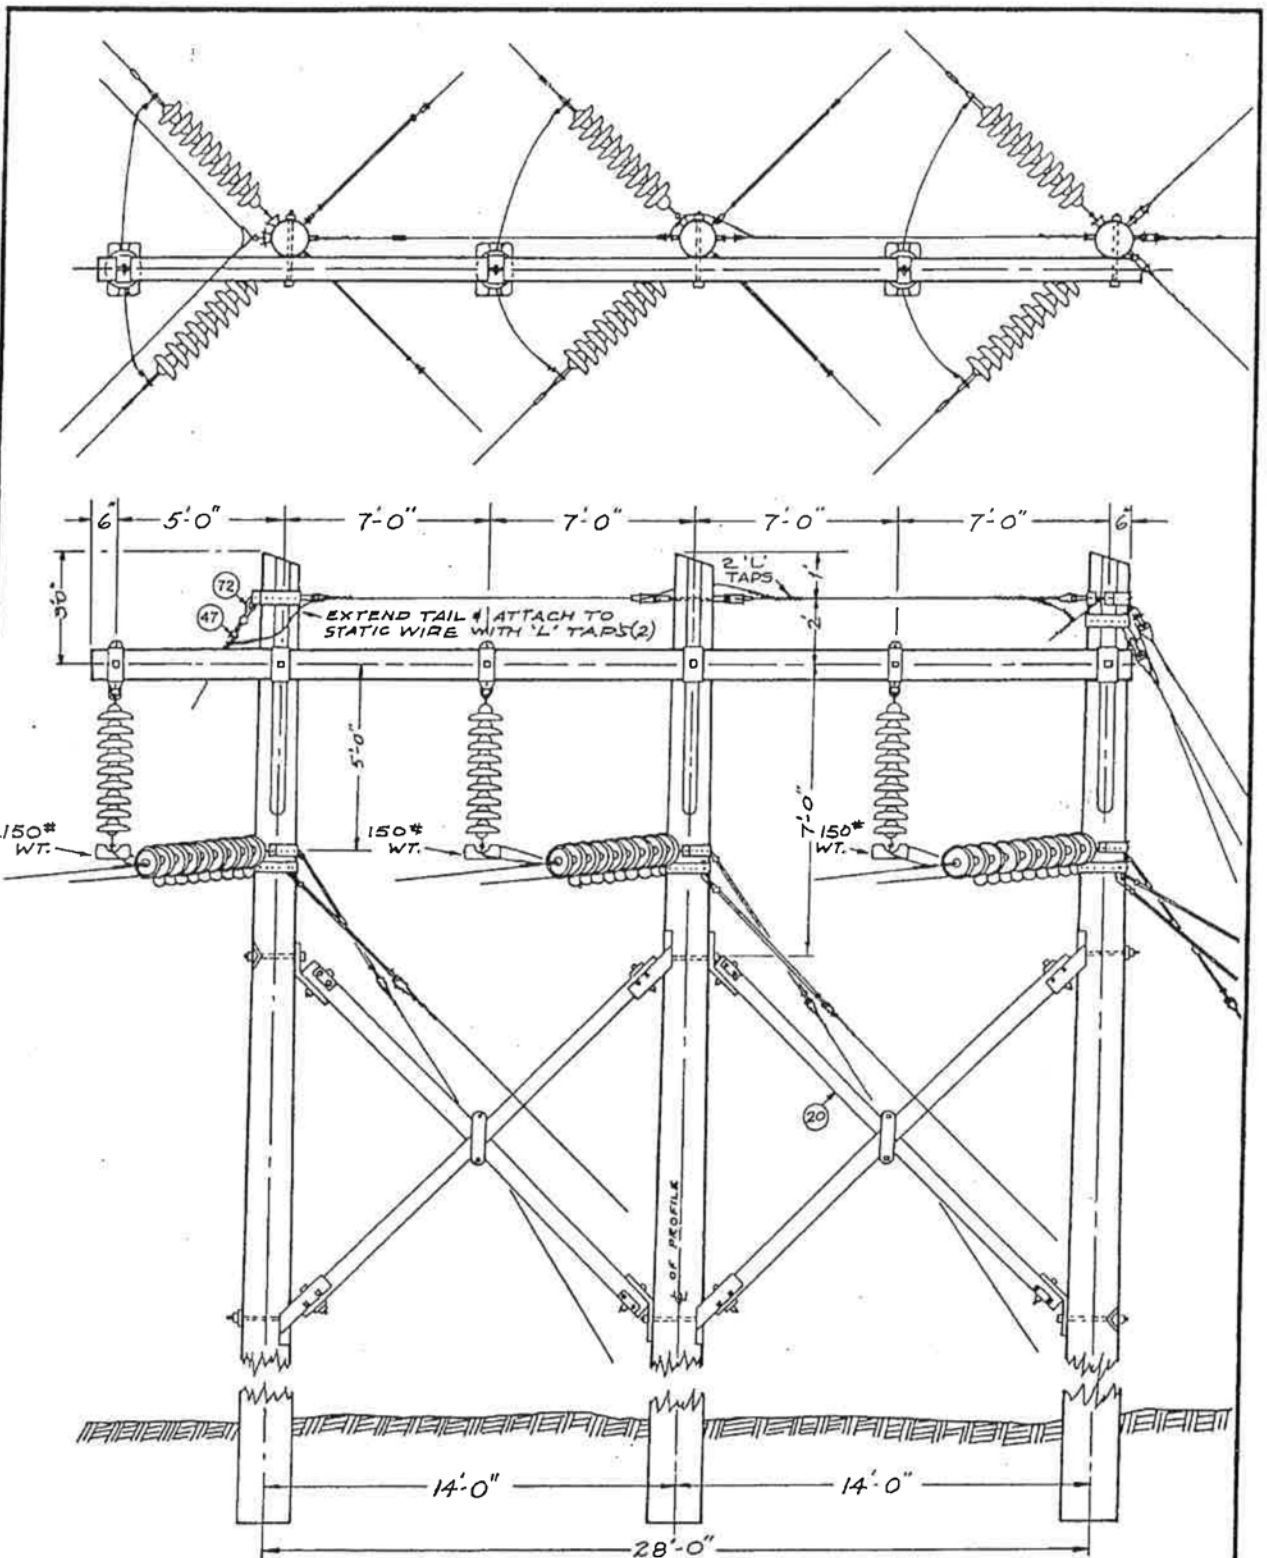 6"
5'-0"
7'-0"
7'-0"
7'-0"
7'-0"
6"
3'0"
72
47
2 'L'
TAPS
1'
2'
EXTEND TAIL & ATTACH TO
STATIC WIRE WITH 'L' TAPS(2)
5'-0"
7'-0"
150#
WT.
150#
WT.
150#
WT.
20
℄ OF PROFILE
14'-0"
14'-0"
28'-0"